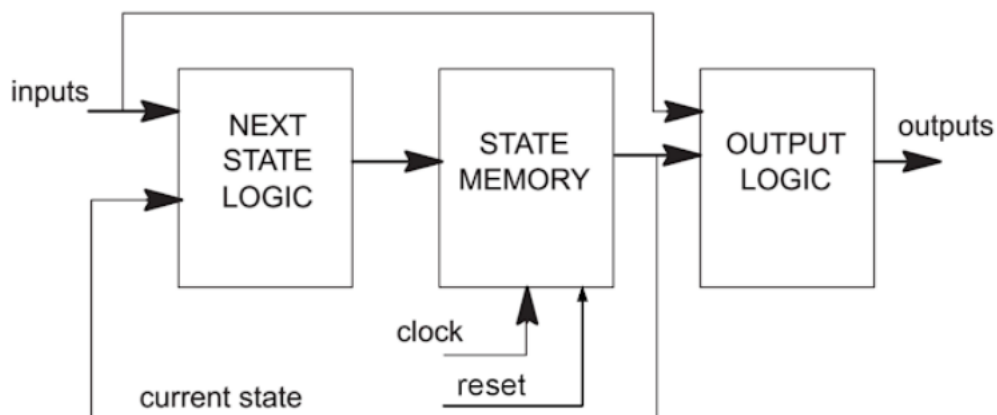 inputs
NEXT
STATE
LOGIC
STATE
MEMORY
OUTPUT
LOGIC
outputs
clock
reset
current state